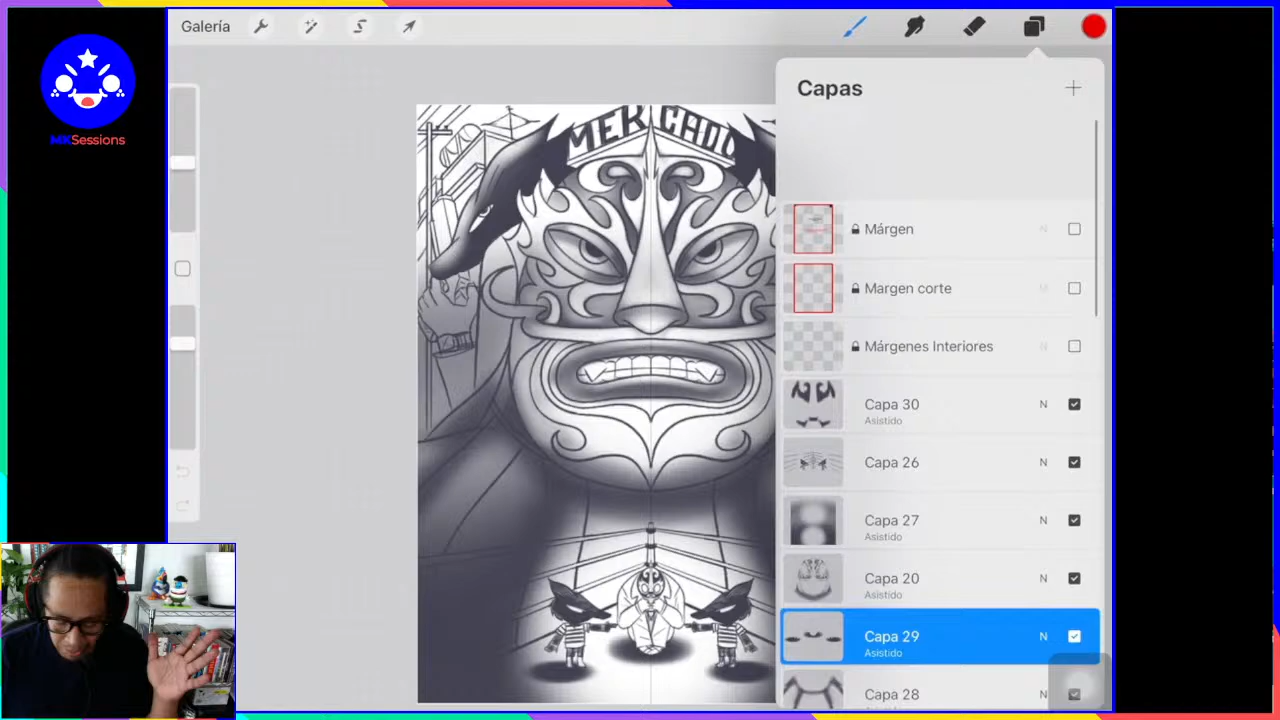 Galería
MKSessions
Capas
Márgen N
Margen corte
Márgenes Interiores N
Capa 30 N
Asistido
Capa 26 N
Capa 27 N
Asistido
Capa 20 N
Asistido
Capa 29 N
Asistido
Capa 28 N